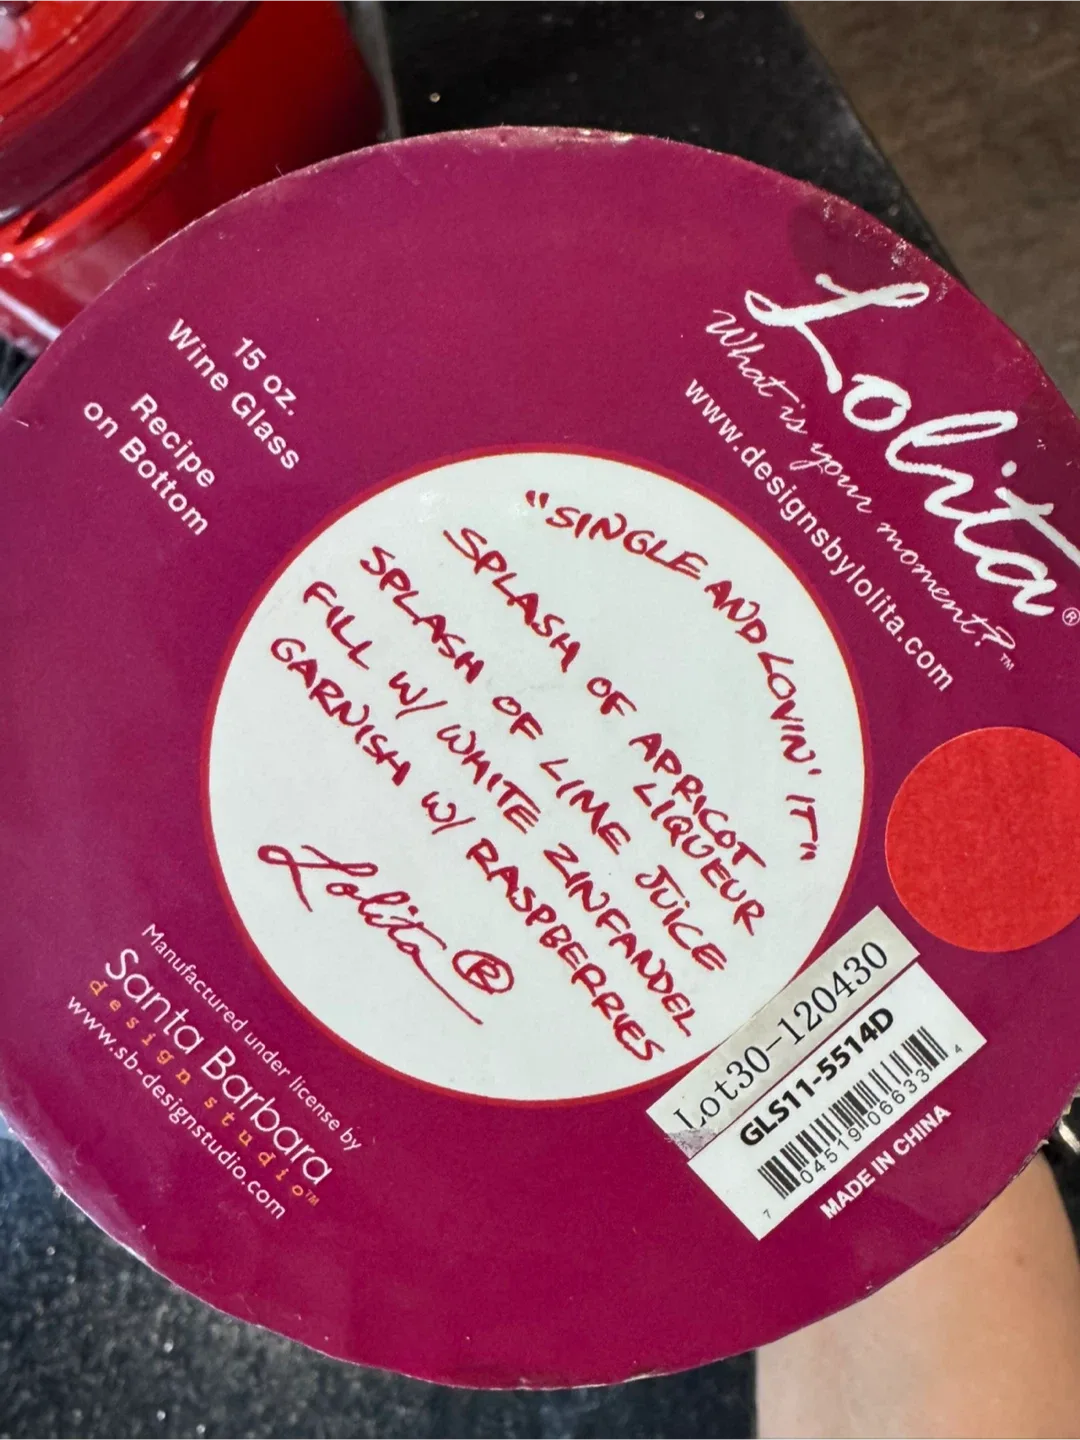 15 oz.
Wine Glass
Recipe
on Bottom
Lolita®
What is your moment?™
www.designsbylolita.com
"SINGLE AND LOVIN' IT"
SPLASH OF APRICOT
LIQUEUR
SPLASH OF LIME JUICE
FILL W/ WHITE ZINFANDEL
GARNISH W/ RASPBERRIES
Lolita ®
Manufactured under license by
Santa Barbara
design studio™
www.sb-designstudio.com
Lot30-120430
GLS11-5514D
7 04519 06633 4
MADE IN CHINA